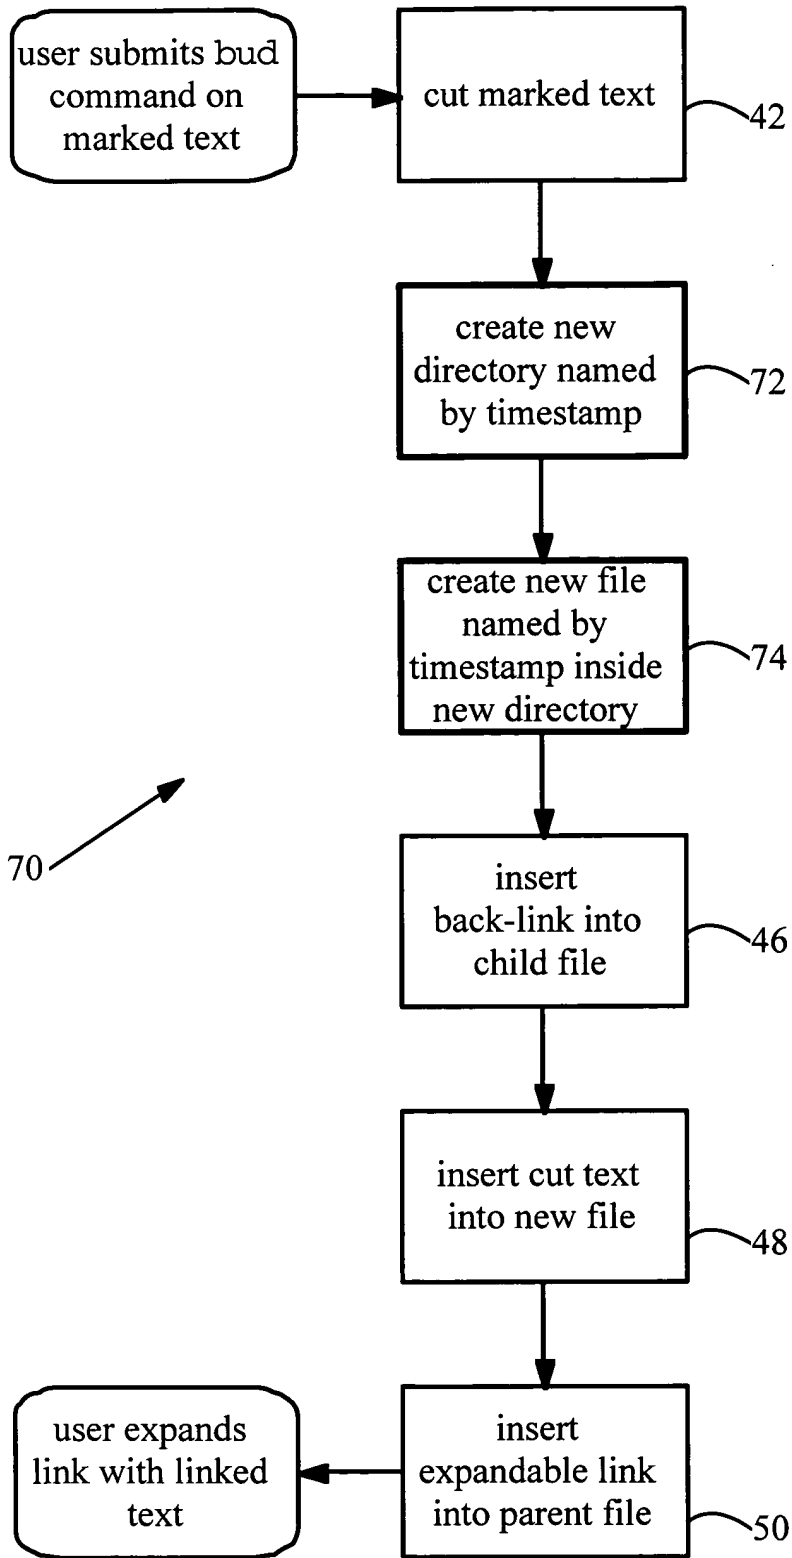 user submits bud
command on
marked text
cut marked text
42
create new
directory named
by timestamp
72
create new file
named by
timestamp inside
new directory
74
70
insert
back-link into
child file
46
insert cut text
into new file
48
user expands
link with linked
text
insert
expandable link
into parent file
50